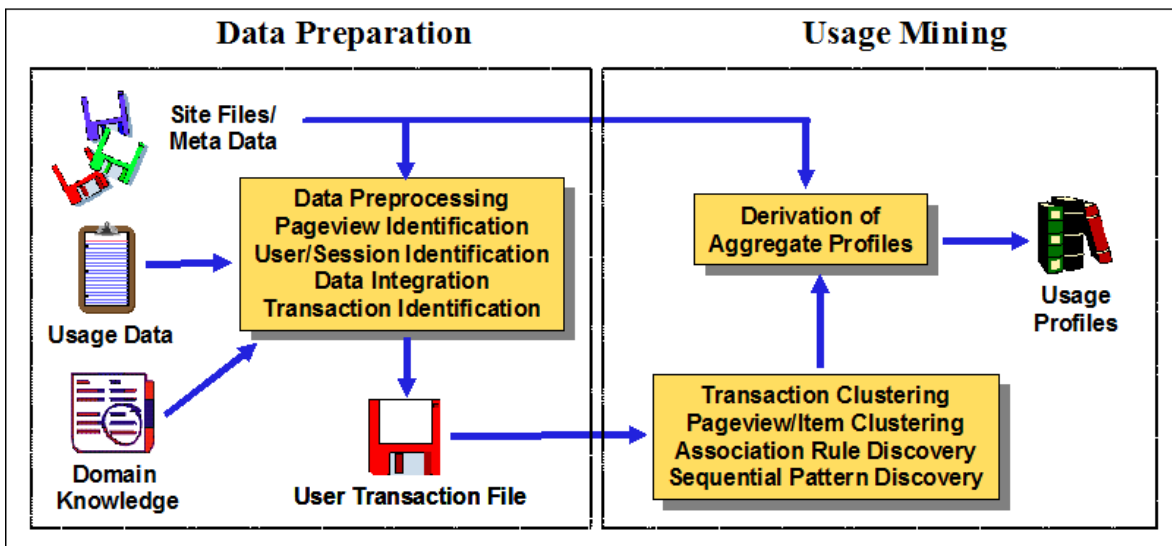 Data Preparation
Usage Mining
Site Files/
Meta Data
Data Preprocessing
Pageview Identification
User/Session Identification
Data Integration
Transaction Identification
Usage Data
Domain
Knowledge
User Transaction File
Derivation of
Aggregate Profiles
Usage
Profiles
Transaction Clustering
Pageview/Item Clustering
Association Rule Discovery
Sequential Pattern Discovery